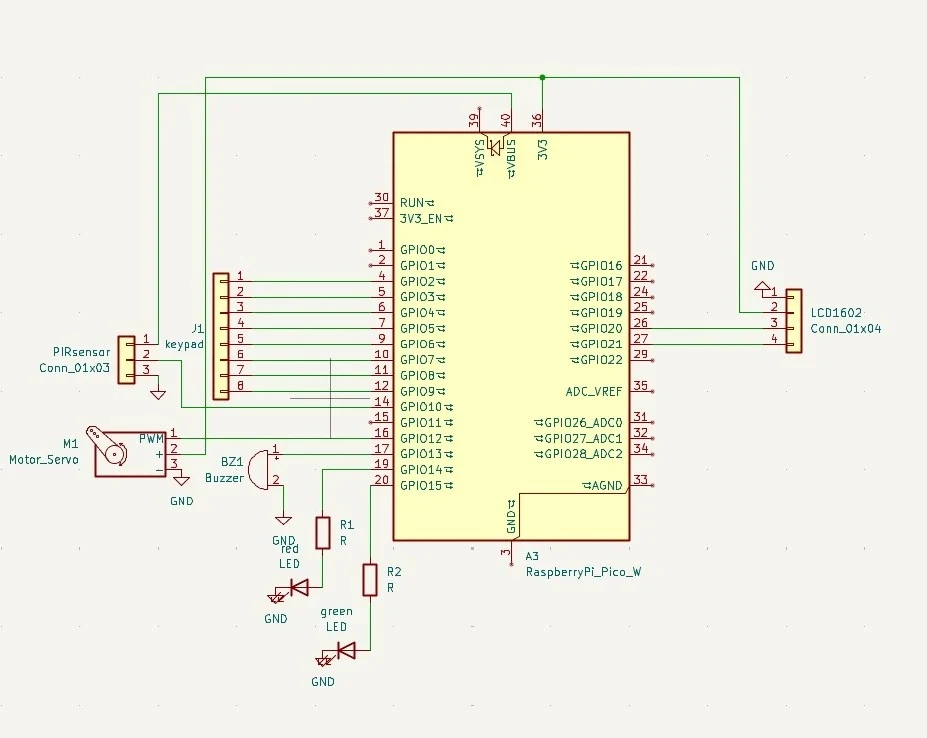 39
40
36
VSYS
VBUS
3V3
30 RUN
37 3V3_EN
1 GPIO0
2 GPIO1
4 GPIO2
5 GPIO3
6 GPIO4
7 GPIO5
9 GPIO6
10 GPIO7
11 GPIO8
12 GPIO9
14 GPIO10
15 GPIO11
16 GPIO12
17 GPIO13
19 GPIO14
20 GPIO15
GPIO16 21
GPIO17 22
GPIO18 24
GPIO19 25
GPIO20 26
GPIO21 27
GPIO22 29
ADC_VREF 35
GPIO26_ADC0 31
GPIO27_ADC1 32
GPIO28_ADC2 34
AGND 33
GND
3
A3
RaspberryPi_Pico_W
GND
1
2
3
4
LCD1602
Conn_01x04
J1
keypad
1
2
3
4
5
6
7
8
PIRsensor
Conn_01x03
1
2
3
M1
Motor_Servo
PWM 1
+ 2
- 3
GND
BZ1
Buzzer
+
1
2
GND
R1
R
red
LED
GND
R2
R
green
LED
GND